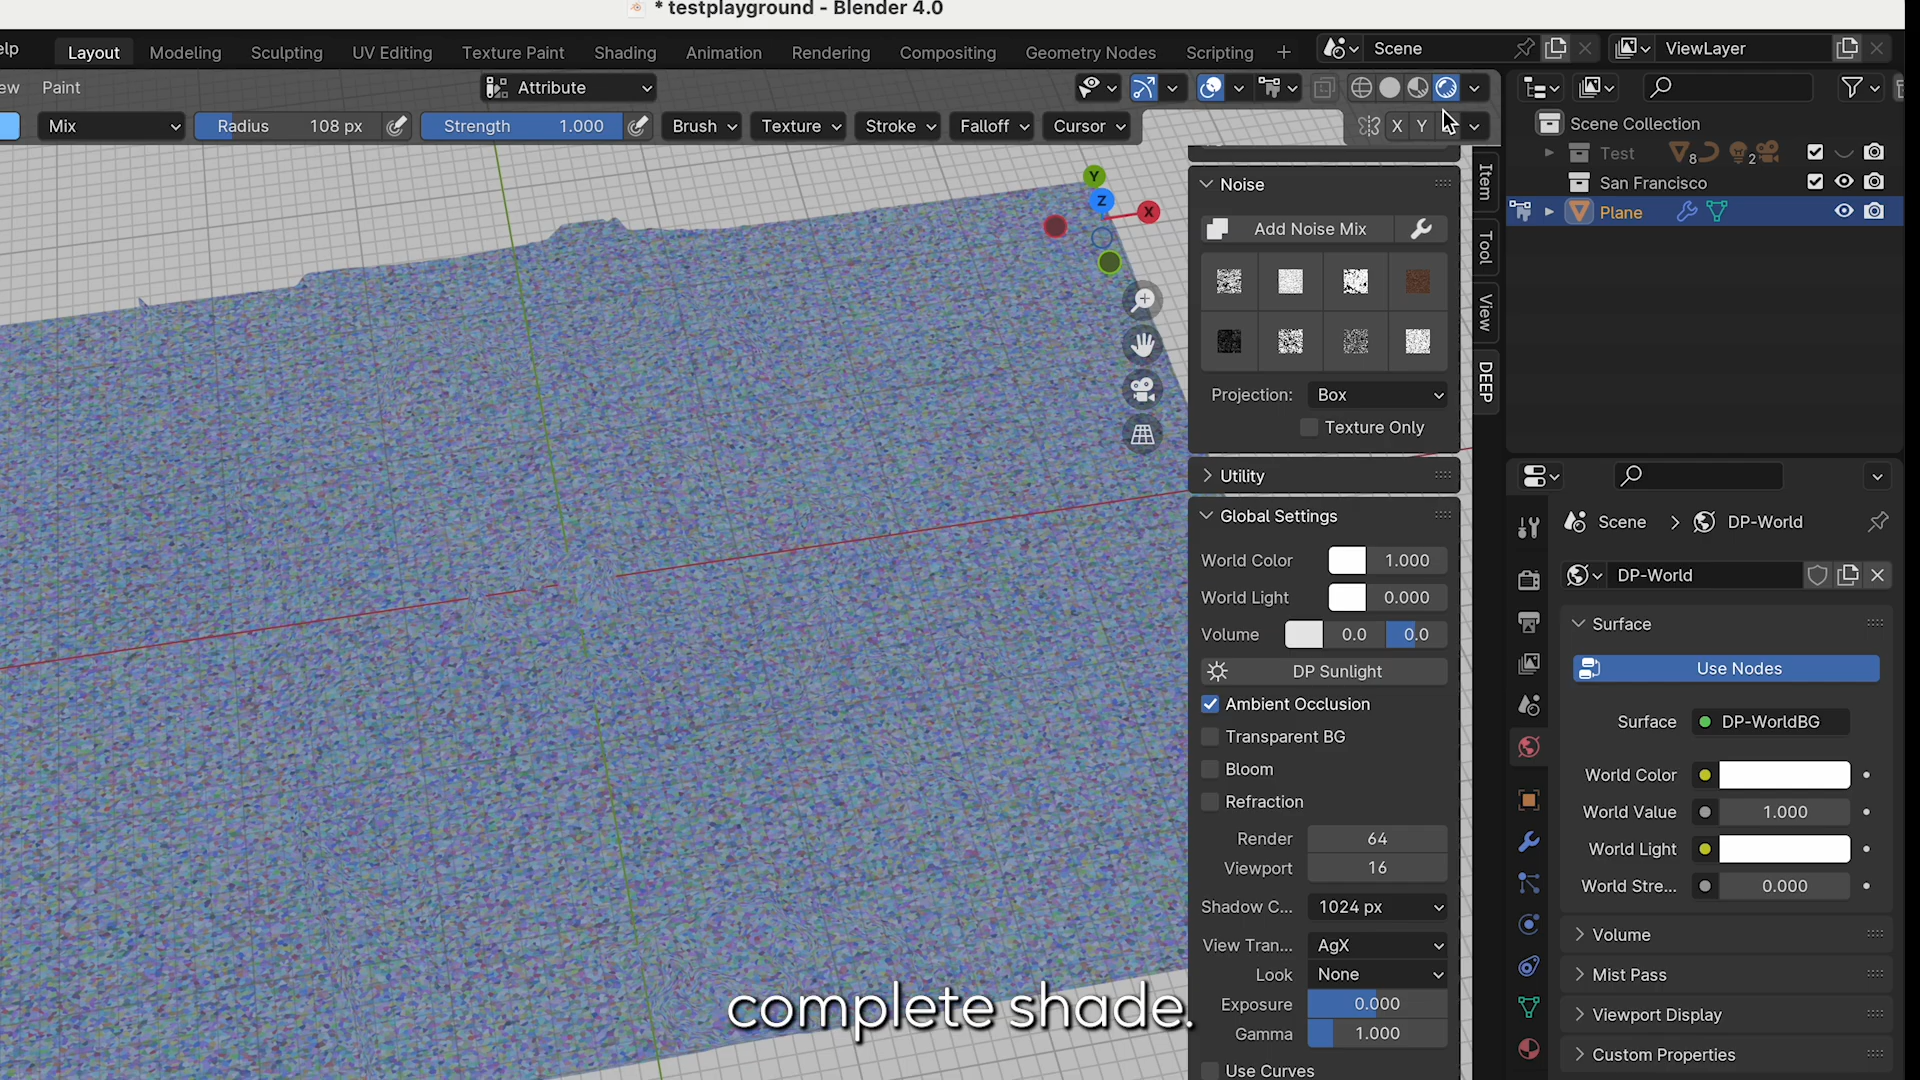 * testplayground - Blender 4.0
elp
Layout
Modeling
Sculpting
UV Editing
Texture Paint
Shading
Animation
Rendering
Compositing
Geometry Nodes
Scripting
+
Scene
ViewLayer
ew
Paint
Attribute
Mix
Radius 108 px
Strength 1.000
Brush
Texture
Stroke
Falloff
Cursor
X
Y
Scene Collection
Test
8
2
San Francisco
Plane
Y
Z
X
Item
Tool
View
DEEP
Noise
Add Noise Mix
Projection: Box
Texture Only
Utility
Global Settings
World Color 1.000
World Light 0.000
Volume 0.0 0.0
DP Sunlight
Ambient Occlusion
Transparent BG
Bloom
Refraction
Render 64
Viewport 16
Shadow C... 1024 px
View Tran... AgX
Look None
Exposure 0.000
Gamma 1.000
Use Curves
Scene > DP-World
DP-World
Surface
Use Nodes
Surface DP-WorldBG
World Color
World Value 1.000
World Light
World Stre... 0.000
Volume
Mist Pass
Viewport Display
Custom Properties
complete shade.